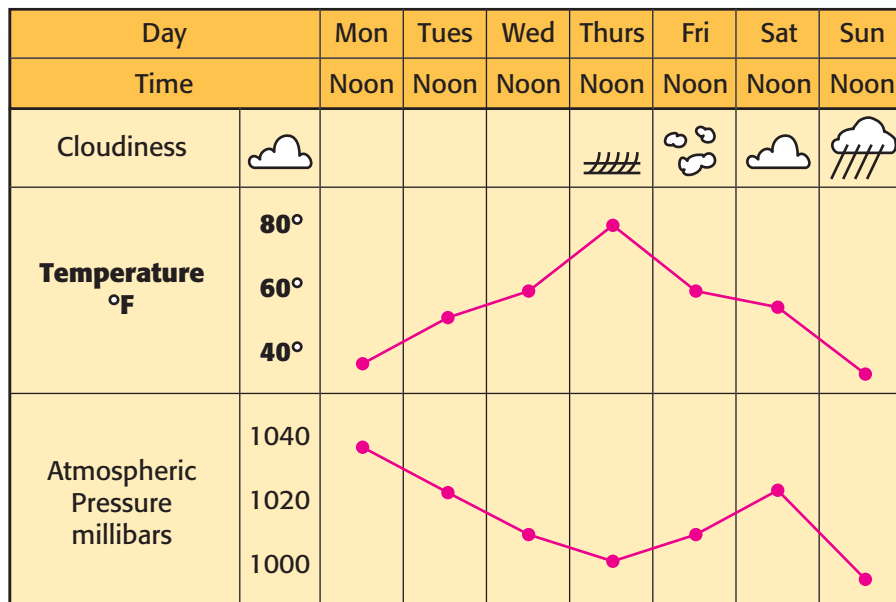 Day Mon Tues Wed Thurs Fri Sat Sun
Time Noon Noon Noon Noon Noon Noon Noon
Cloudiness
Temperature
°F
80°
60°
40°
Atmospheric
Pressure
millibars
1040
1020
1000